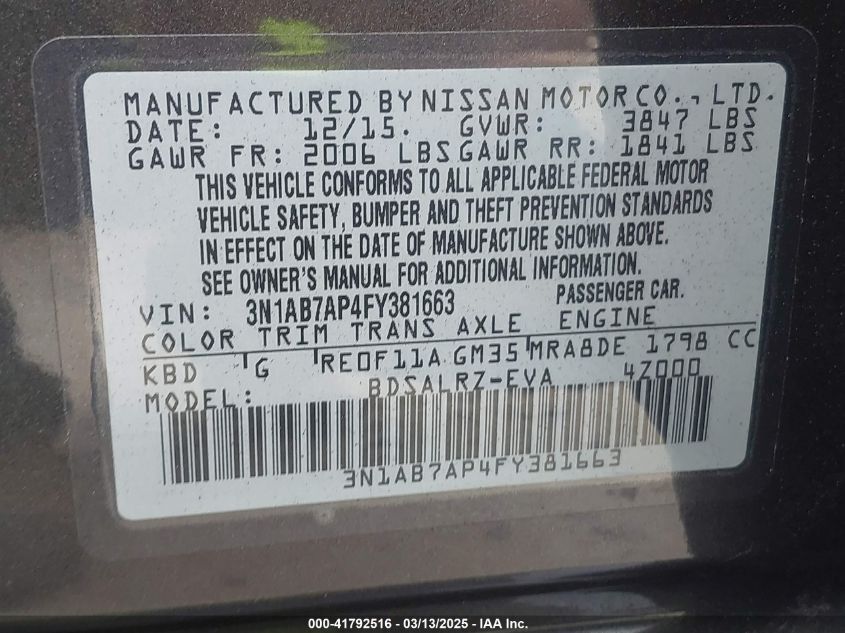 MANUFACTURED BY NISSAN MOTOR CO., LTD.
DATE: 12/15. GVWR: 3847 LBS
GAWR FR: 2006 LBS GAWR RR: 1841 LBS
THIS VEHICLE CONFORMS TO ALL APPLICABLE FEDERAL MOTOR
VEHICLE SAFETY, BUMPER AND THEFT PREVENTION STANDARDS
IN EFFECT ON THE DATE OF MANUFACTURE SHOWN ABOVE.
SEE OWNER'S MANUAL FOR ADDITIONAL INFORMATION.
VIN: 3N1AB7AP4FY381663 PASSENGER CAR.
COLOR TRIM TRANS AXLE ENGINE
KBD G RE0F11A GM35 MRA8DE 1798 CC
MODEL: BDSALRZ-EVA 4Z000
3N1AB7AP4FY381663
000-41792516 - 03/13/2025 - IAA Inc.